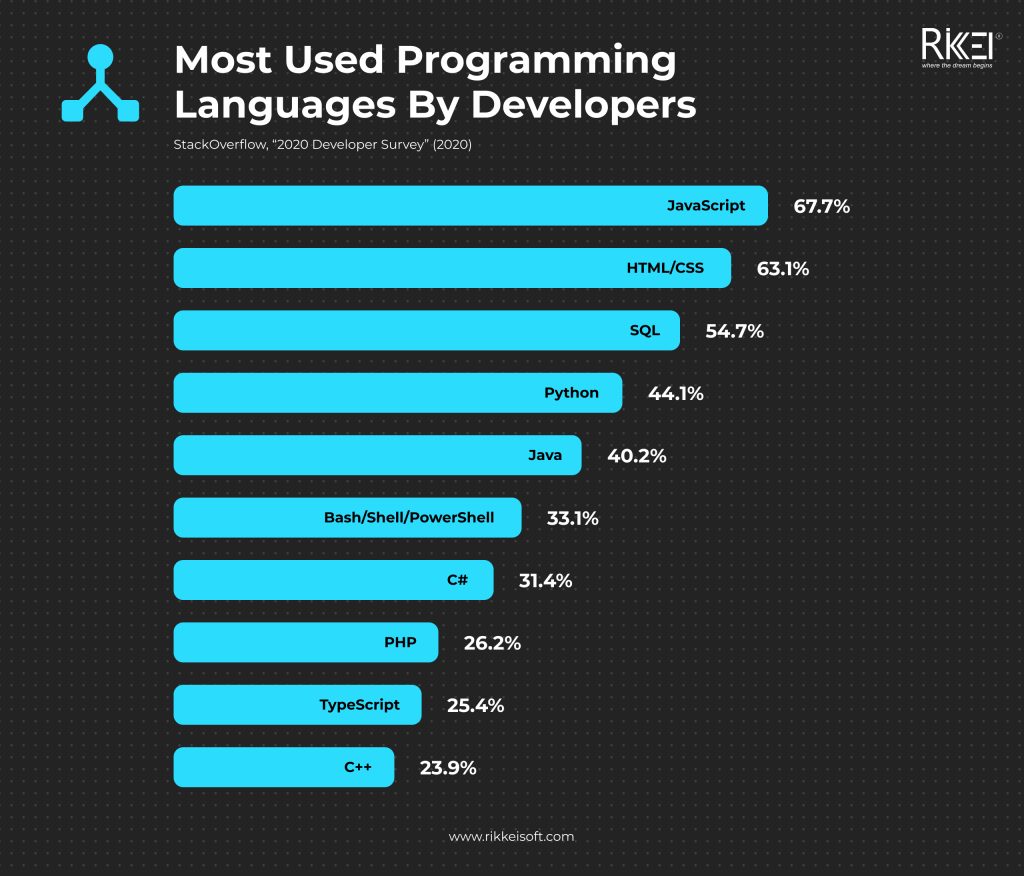 RIKKEI®
where the dream begins
Most Used Programming
Languages By Developers
StackOverflow, “2020 Developer Survey” (2020)
JavaScript 67.7%
HTML/CSS 63.1%
SQL 54.7%
Python 44.1%
Java 40.2%
Bash/Shell/PowerShell 33.1%
C# 31.4%
PHP 26.2%
TypeScript 25.4%
C++ 23.9%
www.rikkeisoft.com